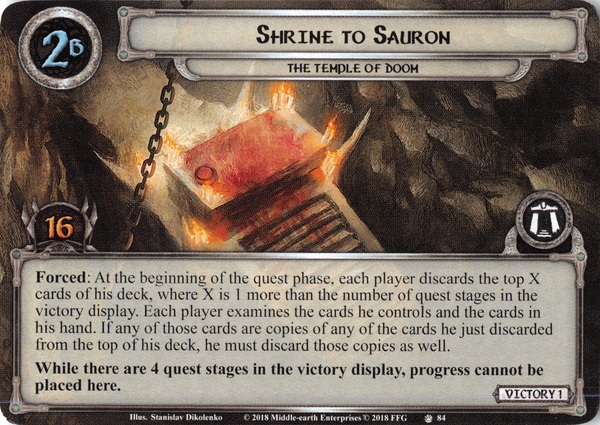 2B
SHRINE TO SAURON
THE TEMPLE OF DOOM
16
Forced: At the beginning of the quest phase, each player discards the top X
cards of his deck, where X is 1 more than the number of quest stages in the
victory display. Each player examines the cards he controls and the cards in
his hand. If any of those cards are copies of any of the cards he just discarded
from the top of his deck, he must discard those copies as well.
While there are 4 quest stages in the victory display, progress cannot be
placed here.
VICTORY 1
Illus. Stanislav Dikolenko © 2018 Middle-earth Enterprises © 2018 FFG 84